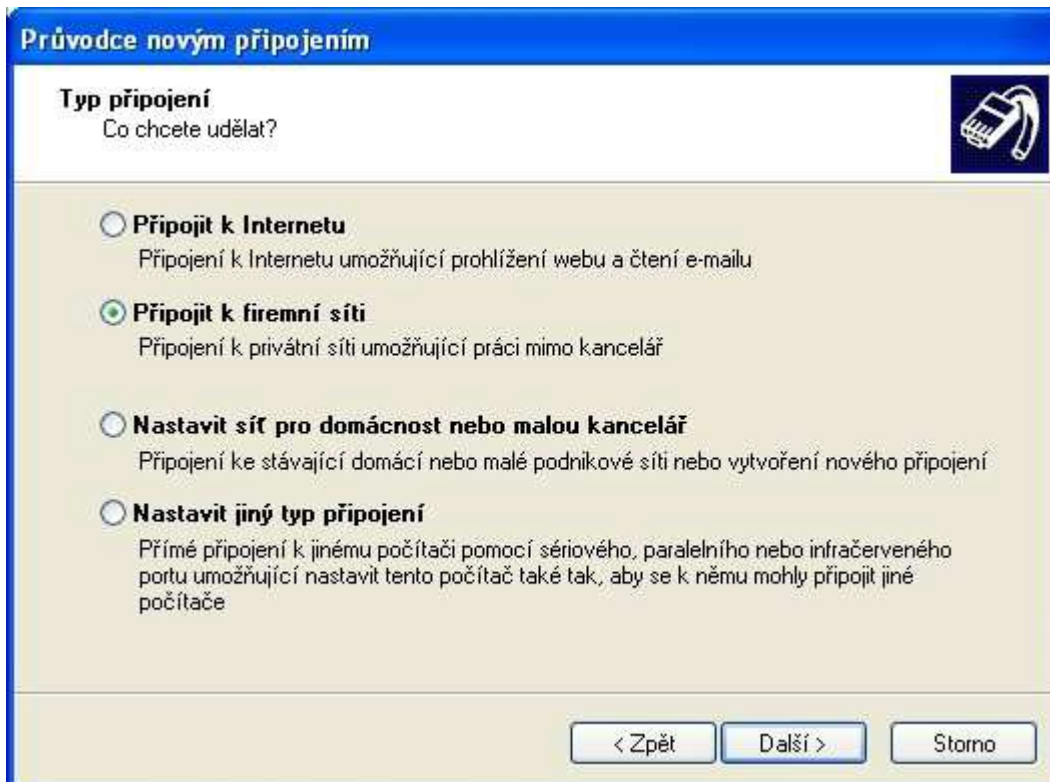 Průvodce novým připojením
Typ připojení
Co chcete udělat?
Připojit k Internetu
Připojení k Internetu umožňující prohlížení webu a čtení e-mailu
Připojit k firemní síti
Připojení k privátní síti umožňující práci mimo kancelář
Nastavit síť pro domácnost nebo malou kancelář
Připojení ke stávající domácí nebo malé podnikové síti nebo vytvoření nového připojení
Nastavit jiný typ připojení
Přímé připojení k jinému počítači pomocí sériového, paralelního nebo infračerveného
portu umožňující nastavit tento počítač také tak, aby se k němu mohly připojit jiné
počítače
< Zpět
Další >
Storno